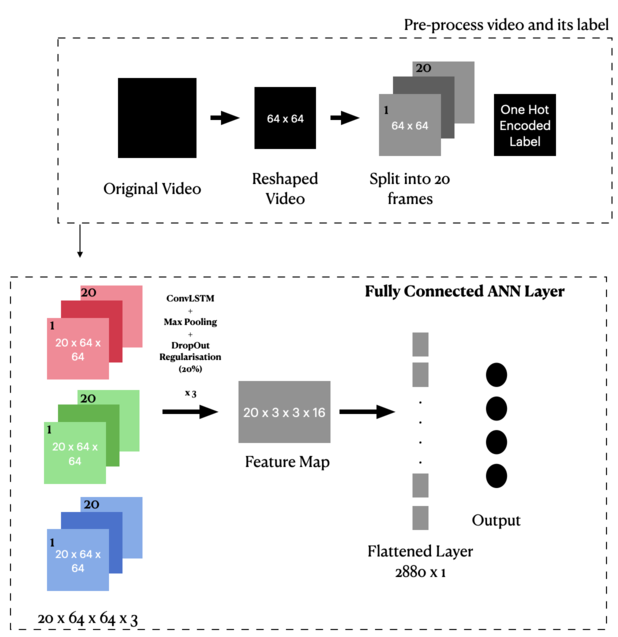 Pre-process video and its label
20
1
64 x 64
64 x 64
One Hot
Encoded
Label
Original Video
Reshaped
Video
Split into 20
frames
Fully Connected ANN Layer
20
1
20 x 64 x
64
ConvLSTM
+
Max Pooling
+
DropOut
Regularisation
(20%)
x 3
20
1
20 x 64 x
64
20 x 3 x 3 x 16
Feature Map
20
1
20 x 64 x
64
Output
Flattened Layer
2880 x 1
20 x 64 x 64 x 3